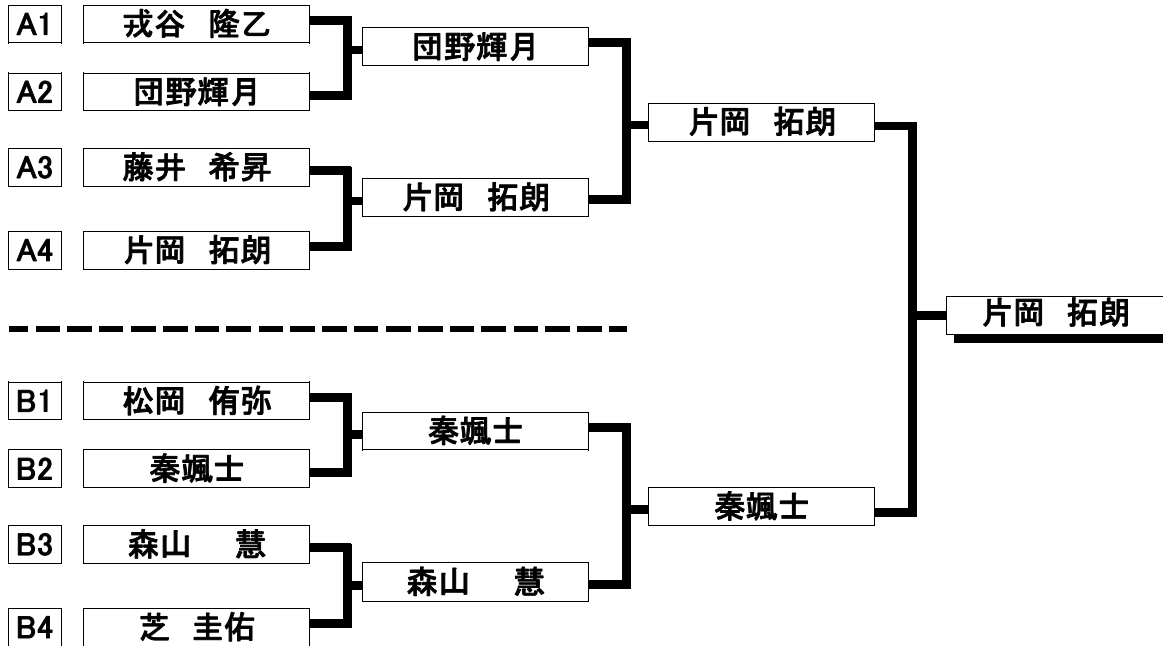 A1 戎谷 隆乙
団野輝月
A2 団野輝月
片岡 拓朗
A3 藤井 希昇
片岡 拓朗
A4 片岡 拓朗
片岡 拓朗
B1 松岡 侑弥
秦颯士
B2 秦颯士
秦颯士
B3 森山 慧
森山 慧
B4 芝 圭佑